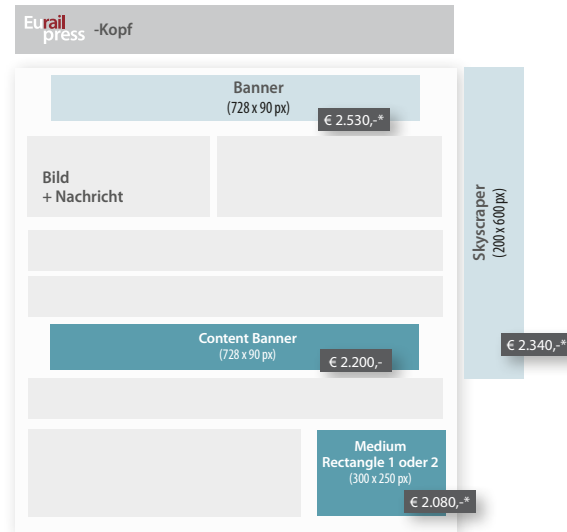 Eurail
press -Kopf
Banner
(728 x 90 px)
€ 2.530,-*
Bild
+ Nachricht
Skyscraper
(200 x 600 px)
Content Banner
(728 x 90 px)
€ 2.200,-
€ 2.340,-*
Medium
Rectangle 1 oder 2
(300 x 250 px)
€ 2.080,-*